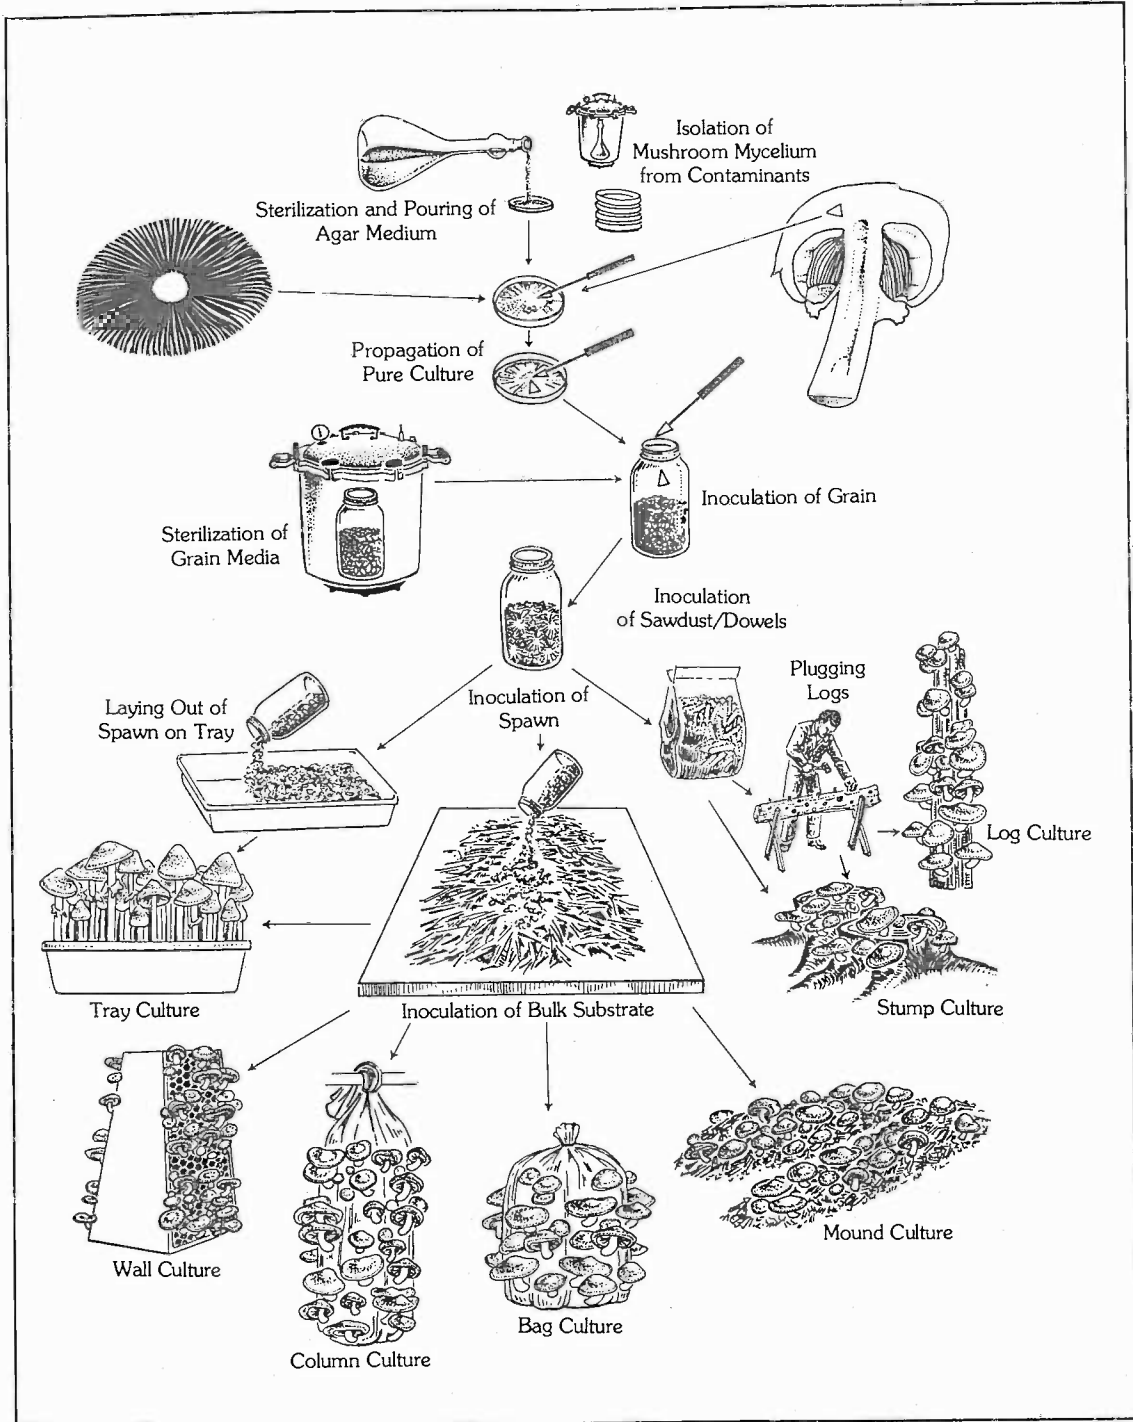 Isolation of
Mushroom Mycelium
from Contaminants
Sterilization and Pouring of
Agar Medium
Propagation of
Pure Culture
Inoculation of Grain
Sterilization of
Grain Media
Inoculation
of Sawdust/Dowels
Plugging
Logs
Laying Out of
Spawn on Tray
Inoculation of
Spawn
Log Culture
Tray Culture
Inoculation of Bulk Substrate
Stump Culture
Wall Culture
Mound Culture
Bag Culture
Column Culture